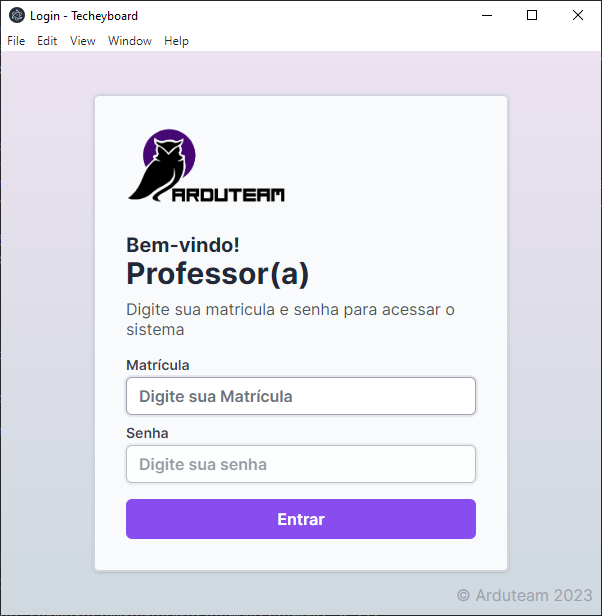 Login - Techeyboard
File Edit View Window Help
ARDUTEAM
Bem-vindo!
Professor(a)
Digite sua matricula e senha para acessar o
sistema
Matrícula
Digite sua Matrícula
Senha
Digite sua senha
Entrar
© Arduteam 2023